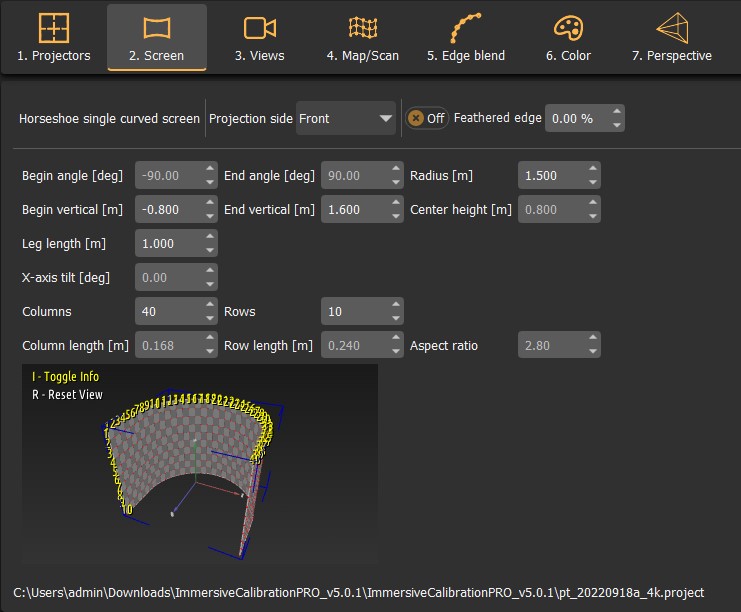 1. Projectors 2. Screen 3. Views 4. Map/Scan 5. Edge blend 6. Color 7. Perspective
Horseshoe single curved screen Projection side Front Off Feathered edge 0.00 %
Begin angle [deg] -90.00 End angle [deg] 90.00 Radius [m] 1.500
Begin vertical [m] -0.800 End vertical [m] 1.600 Center height [m] 0.800
Leg length [m] 1.000
X-axis tilt [deg] 0.00
Columns 40 Rows 10
Column length [m] 0.168 Row length [m] 0.240 Aspect ratio 2.80
I - Toggle Info
R - Reset View
C:\Users\admin\Downloads\ImmersiveCalibrationPRO_v5.0.1\ImmersiveCalibrationPRO_v5.0.1\pt_20220918a_4k.project